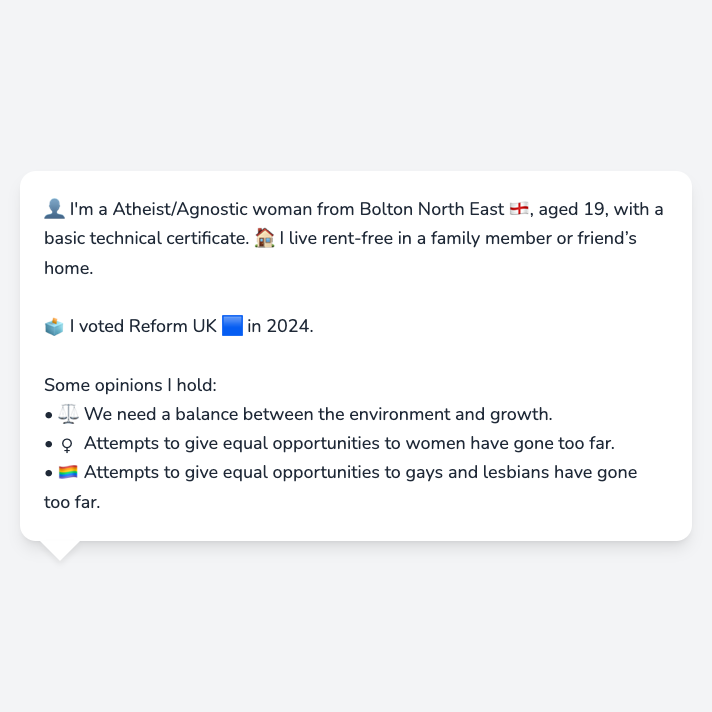 👤 I'm a Atheist/Agnostic woman from Bolton North East 🏴󠁧󠁢󠁥󠁮󠁧󠁿, aged 19, with a
basic technical certificate. 🏠 I live rent-free in a family member or friend’s
home.
🗳️ I voted Reform UK 🟦 in 2024.
Some opinions I hold:
• ⚖️ We need a balance between the environment and growth.
• ♀ Attempts to give equal opportunities to women have gone too far.
• 🏳️‍🌈 Attempts to give equal opportunities to gays and lesbians have gone
too far.